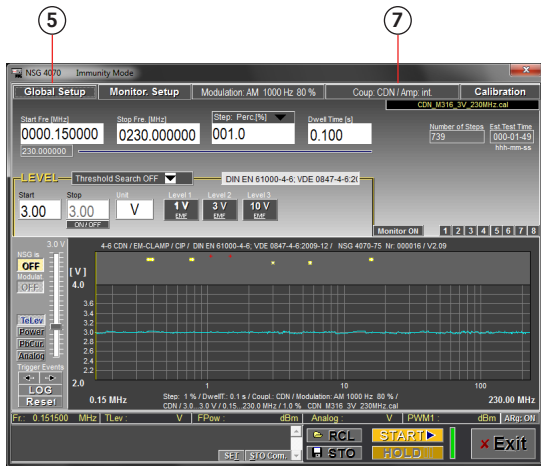 5 7
NSG 4070 Immunity Mode
Global Setup Monitor. Setup Modulation: AM 1000 Hz 80 % Coup: CDN / Amp: int. Calibration
CDN_M316_3V_230MHz.cal
Start Fre [MHz] Stop Fre. [MHz] Step: Perc.[%] Dwell Time [s]
0000.150000 0230.000000 001.0 0.100
Number of Steps Est Test Time
739 000-01-49
hhh-mm-ss
230.000000
LEVEL Threshold Search OFF DIN EN 61000-4-6; VDE 0847-4-6:20
Start Stop Unit Level 1 Level 2 Level 3
3.00 3.00 V 1 V 3 V 10 V
EMF EMF EMF
ON / OFF
Monitor ON 1 2 3 4 5 6 7 8
3.0 V 4-6 CDN / EM-CLAMP / CIP / DIN EN 61000-4-6; VDE 0847-4-6:2009-12 / NSG 4070-75 Nr: 000016 / V2.09
NSG is
OFF
Modulat.
OFF
TeLev
Power
PbCur.
Analog
Trigger Events
LOG
Reset
[ V ]
4.0
3.6
3.4
3.2
3.0
2.8
2.6
2.4
2.2
2.0
1 10 100
0.15 MHz 230.00 MHz
Step: 1 % / DwellT.: 0.1 s / Coupl.: CDN / Modulation: AM 1000 Hz 80 % /
CDN / 3.0...3.0 V / 0.15...230.0 MHz / 1.0 % CDN_M316_3V_230MHz.cal
Fr.: 0.151500 MHz TLev : V FPow : dBm Analog : V PWM1 : dBm ARq: ON
RCL START
SET STO Com. STO HOLD Exit